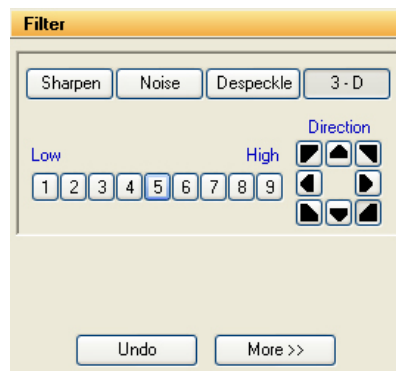 Filter
Sharpen Noise Despeckle 3 - D
Direction
Low High
1 2 3 4 5 6 7 8 9
Undo More >>